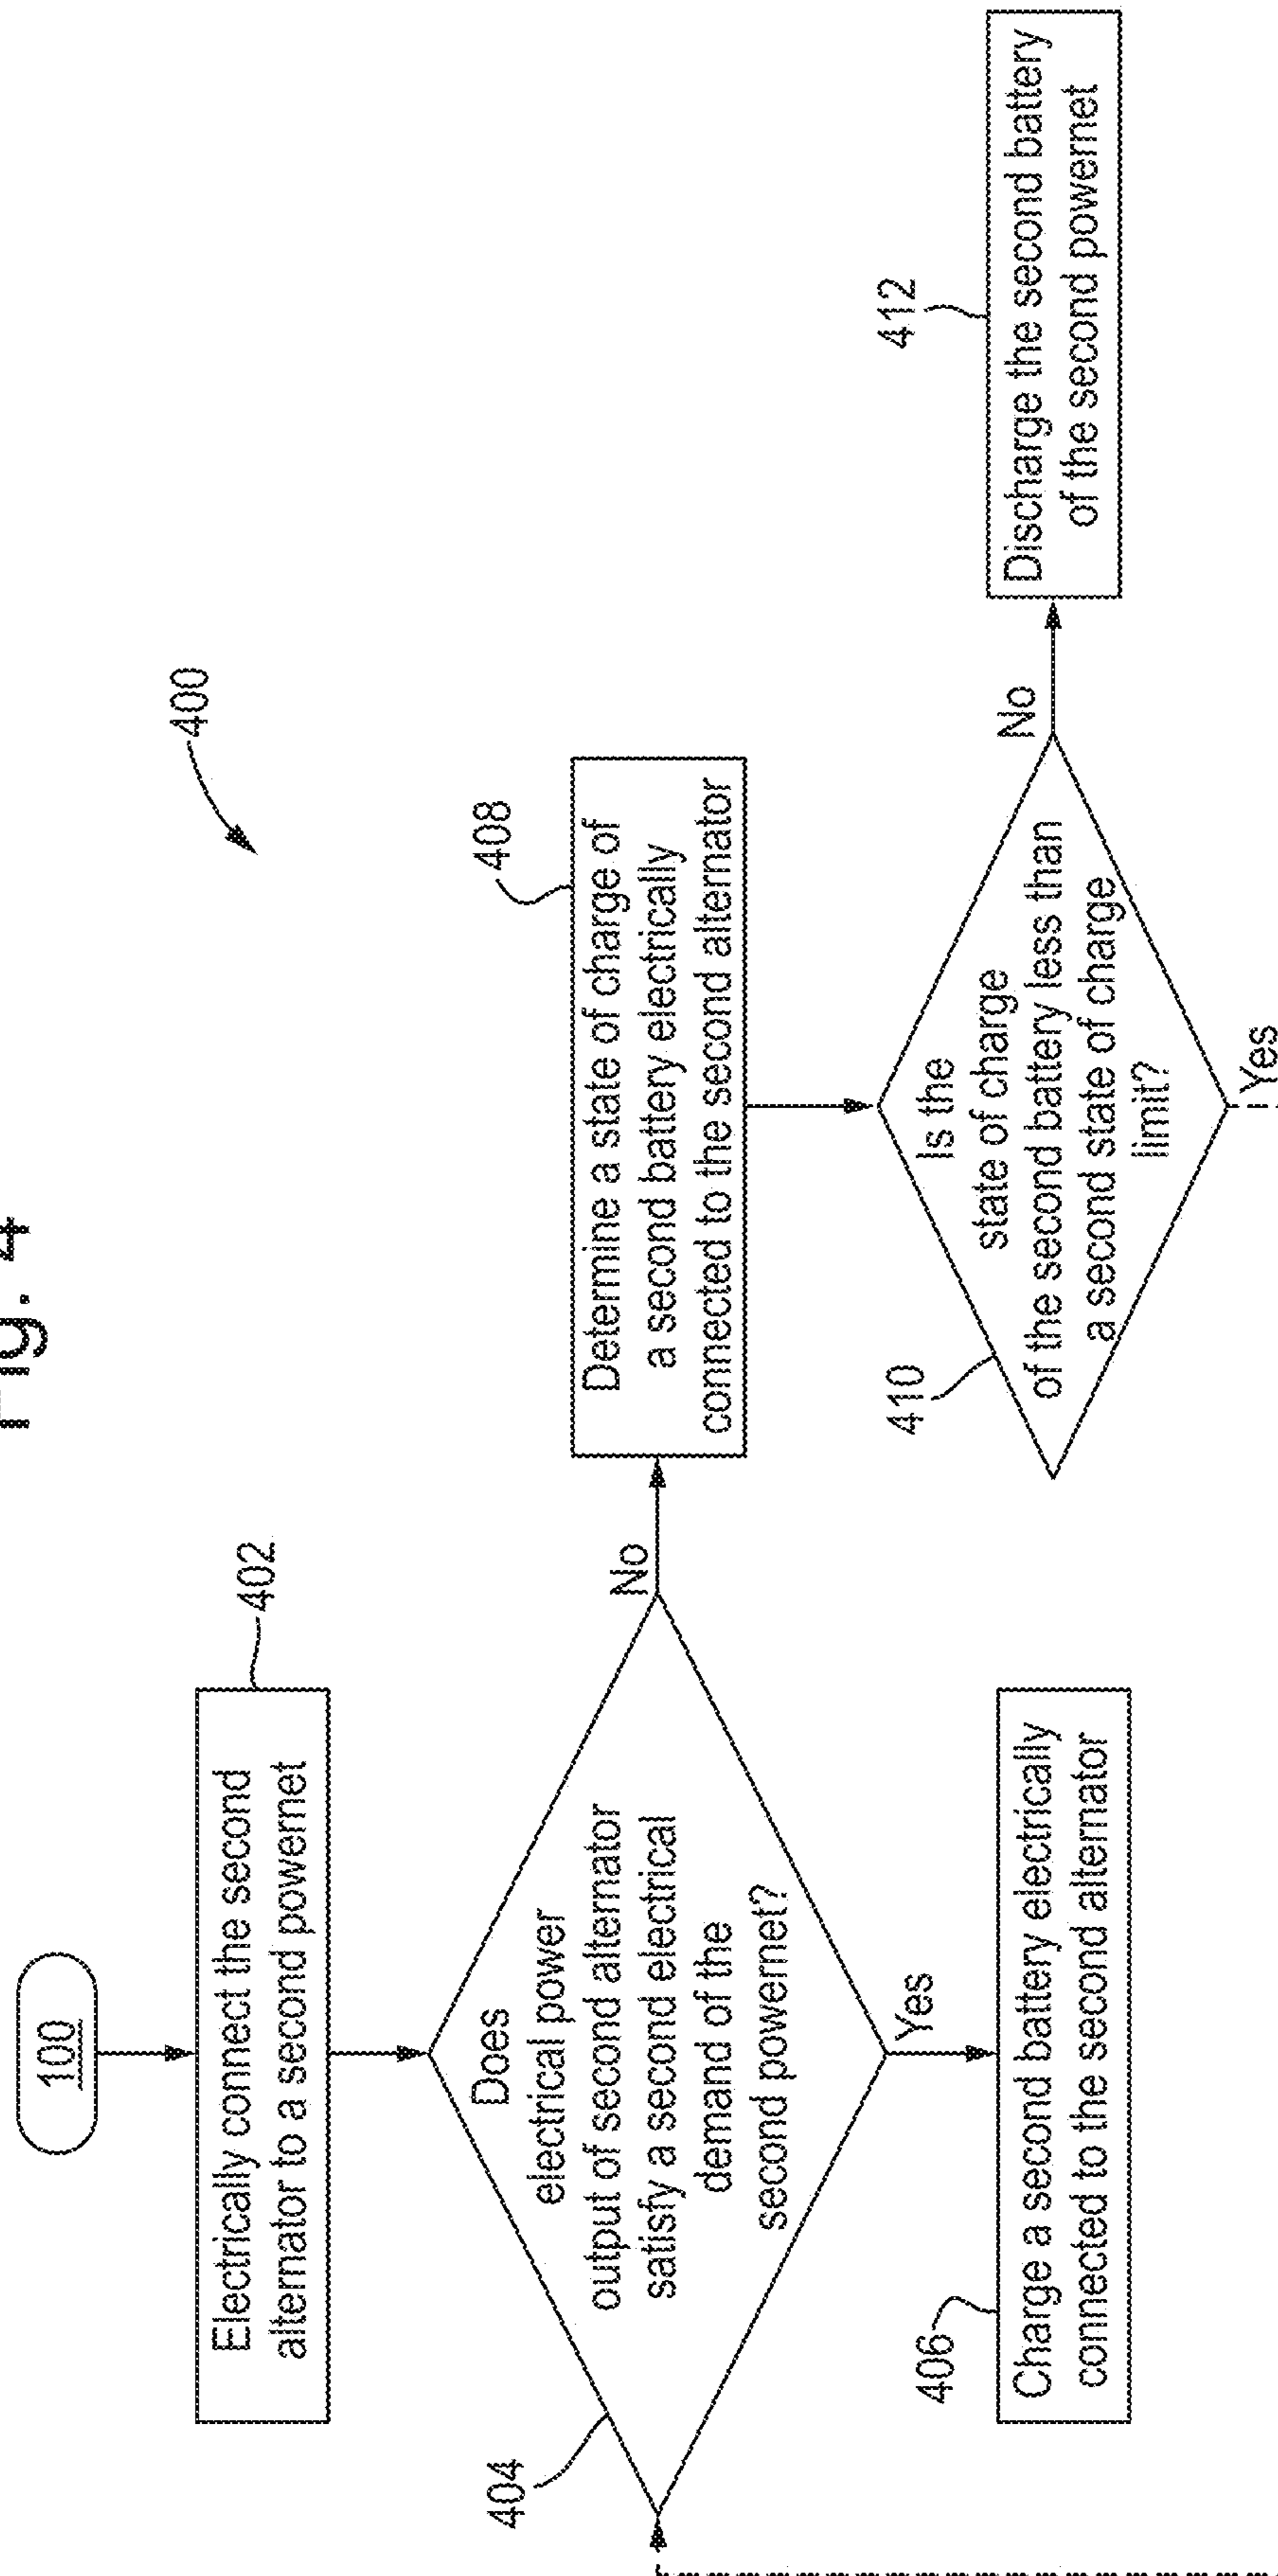 Fig. 4
400
100
402
Electrically connect the second
alternator to a second powernet
404
Does
electrical power
output of second alternator
satisfy a second electrical
demand of the
second powernet?
No
Yes
406
Charge a second battery electrically
connected to the second alternator
408
Determine a state of charge of
a second battery electrically
connected to the second alternator
410
Is the
state of charge
of the second battery less than
a second state of charge
limit?
No
Yes
412
Discharge the second battery
of the second powernet